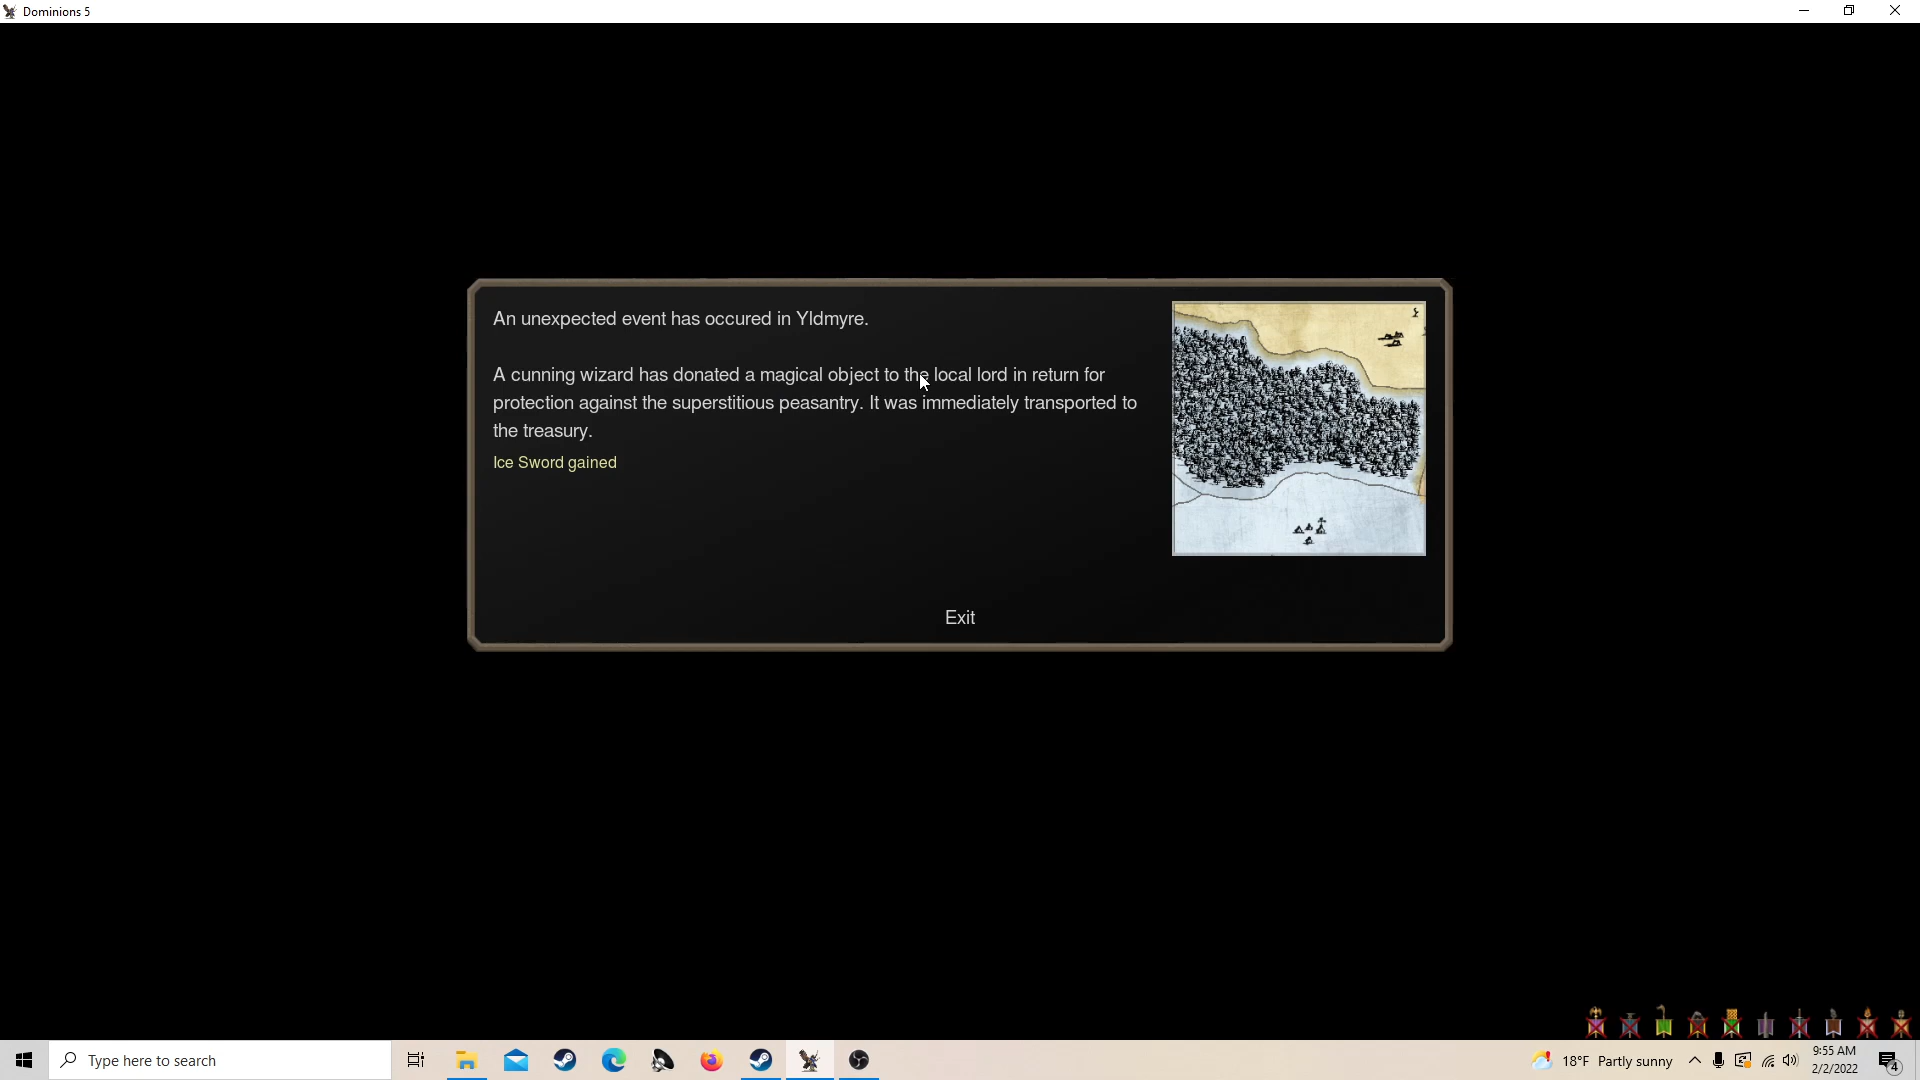 Dominions 5
An unexpected event has occured in Yldmyre.
A cunning wizard has donated a magical object to the local lord in return for
protection against the superstitious peasantry. It was immediately transported to
the treasury.
Ice Sword gained
Exit
Type here to search
18°F Partly sunny
9:55 AM
2/2/2022
4